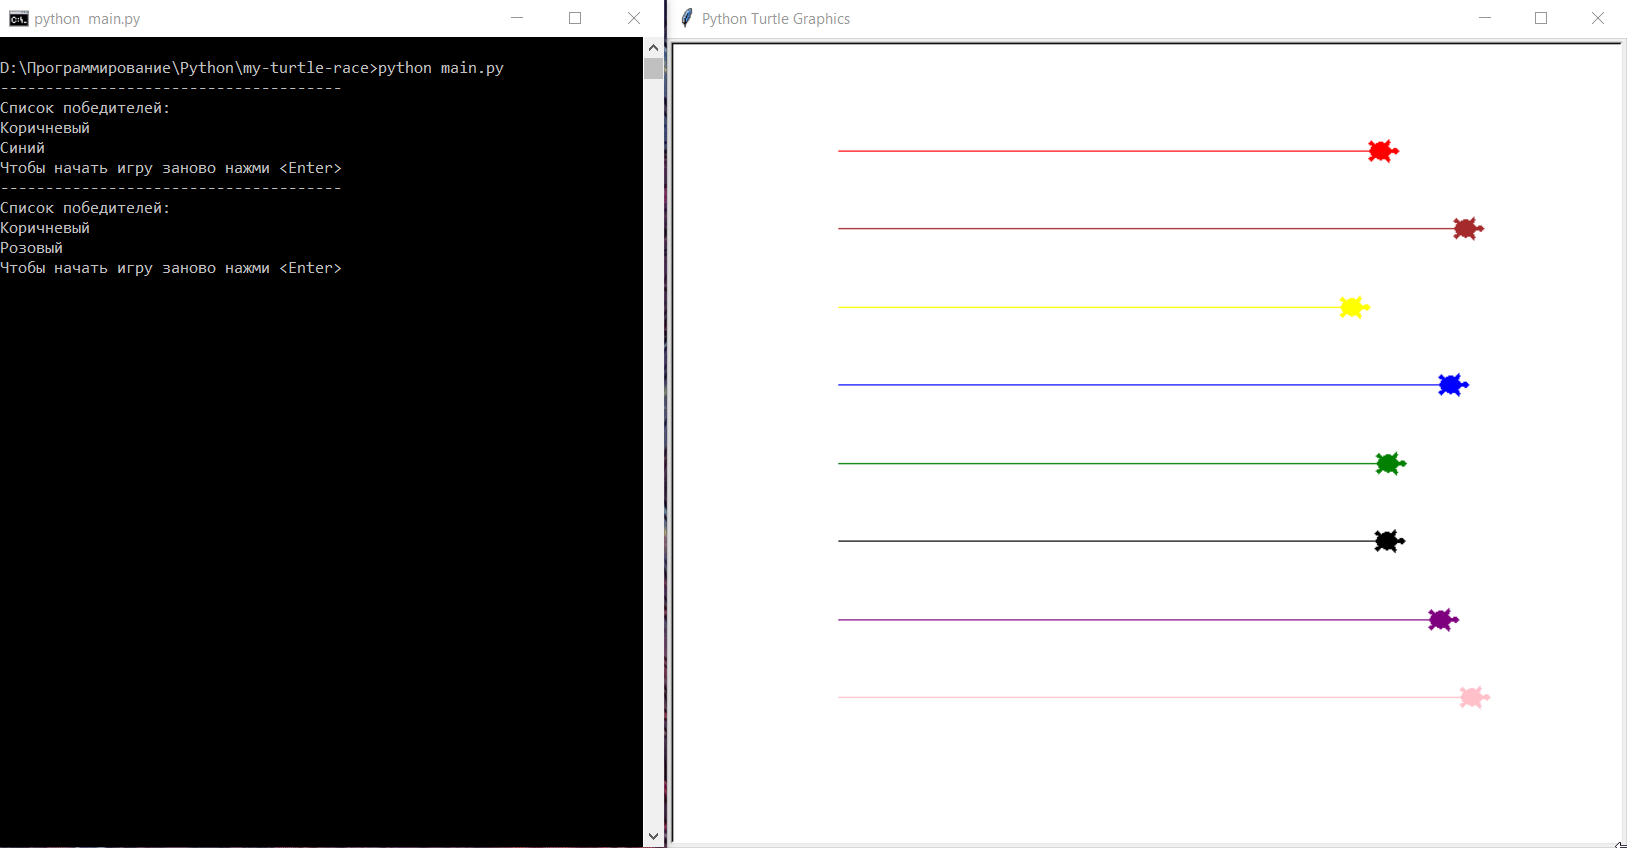 python  main.py
D:\Программирование\Python\my-turtle-race>python main.py
--------------------------------------
Список победителей:
Коричневый
Синий
Чтобы начать игру заново нажми <Enter>
--------------------------------------
Список победителей:
Коричневый
Розовый
Чтобы начать игру заново нажми <Enter>
Python Turtle Graphics